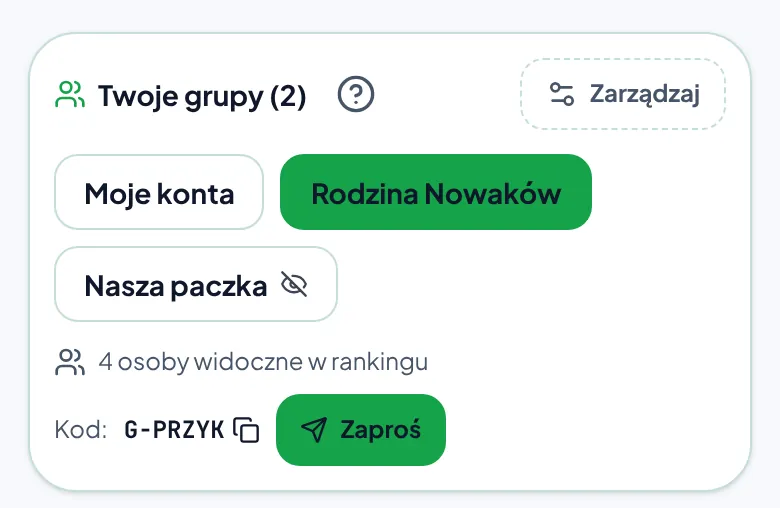 Twoje grupy (2)
Zarządzaj
Moje konta
Rodzina Nowaków
Nasza paczka
4 osoby widoczne w rankingu
Kod: G-PRZYK
Zaproś